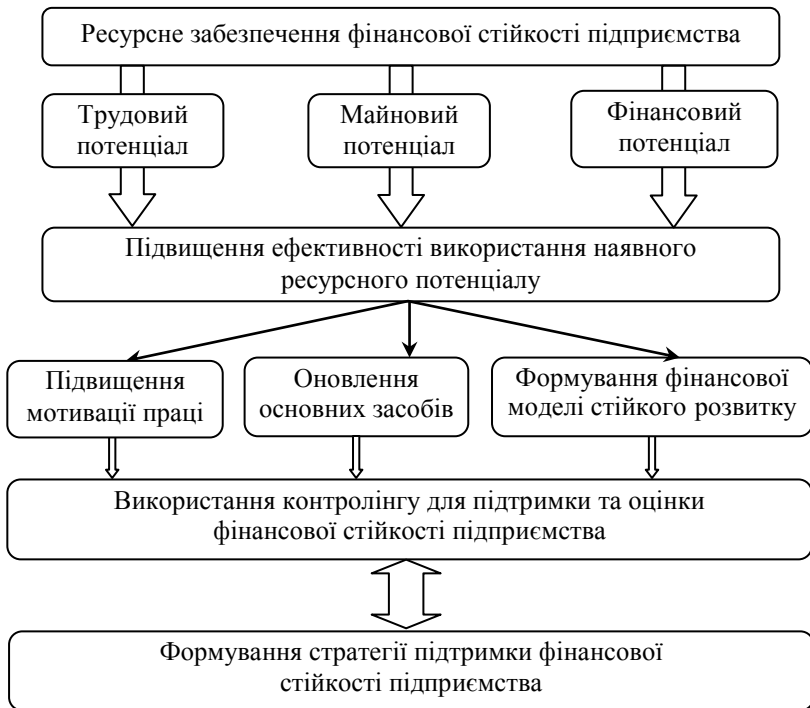 Ресурсне забезпечення фінансової стійкості підприємства
Трудовий
потенціал
Майновий
потенціал
Фінансовий
потенціал
Підвищення ефективності використання наявного
ресурсного потенціалу
Підвищення
мотивації праці
Оновлення
основних засобів
Формування фінансової
моделі стійкого розвитку
Використання контролінгу для підтримки та оцінки
фінансової стійкості підприємства
Формування стратегії підтримки фінансової
стійкості підприємства